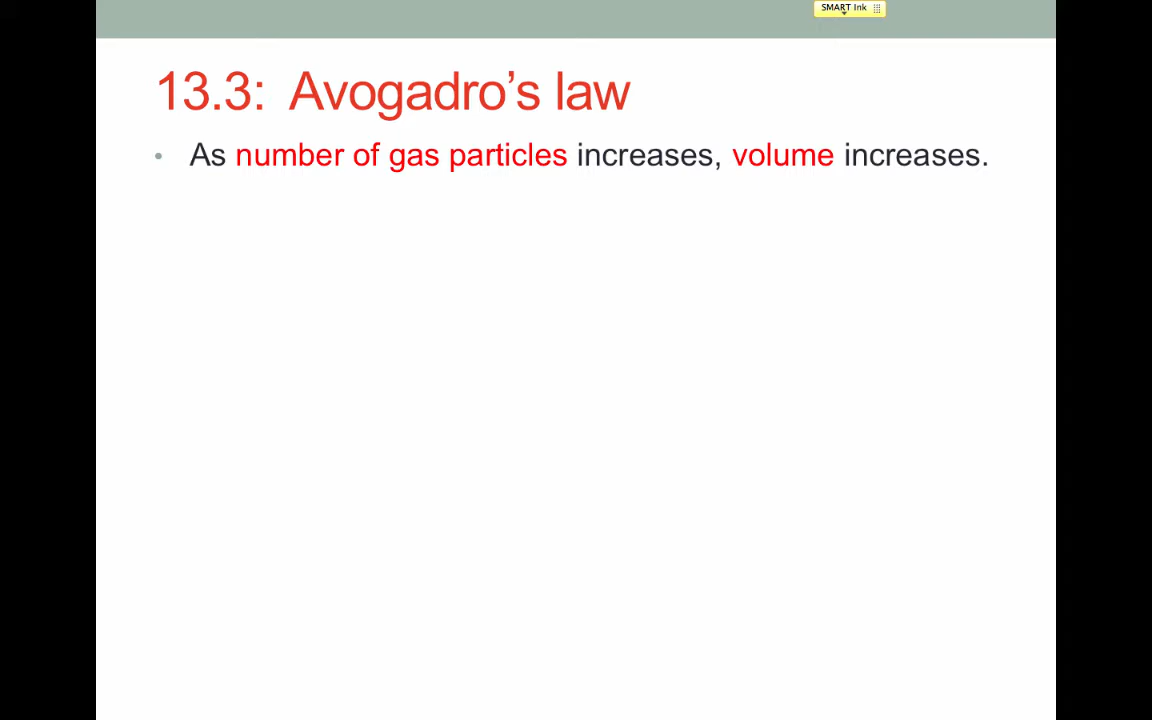 SMART Ink
13.3: Avogadro’s law
• As number of gas particles increases, volume increases.